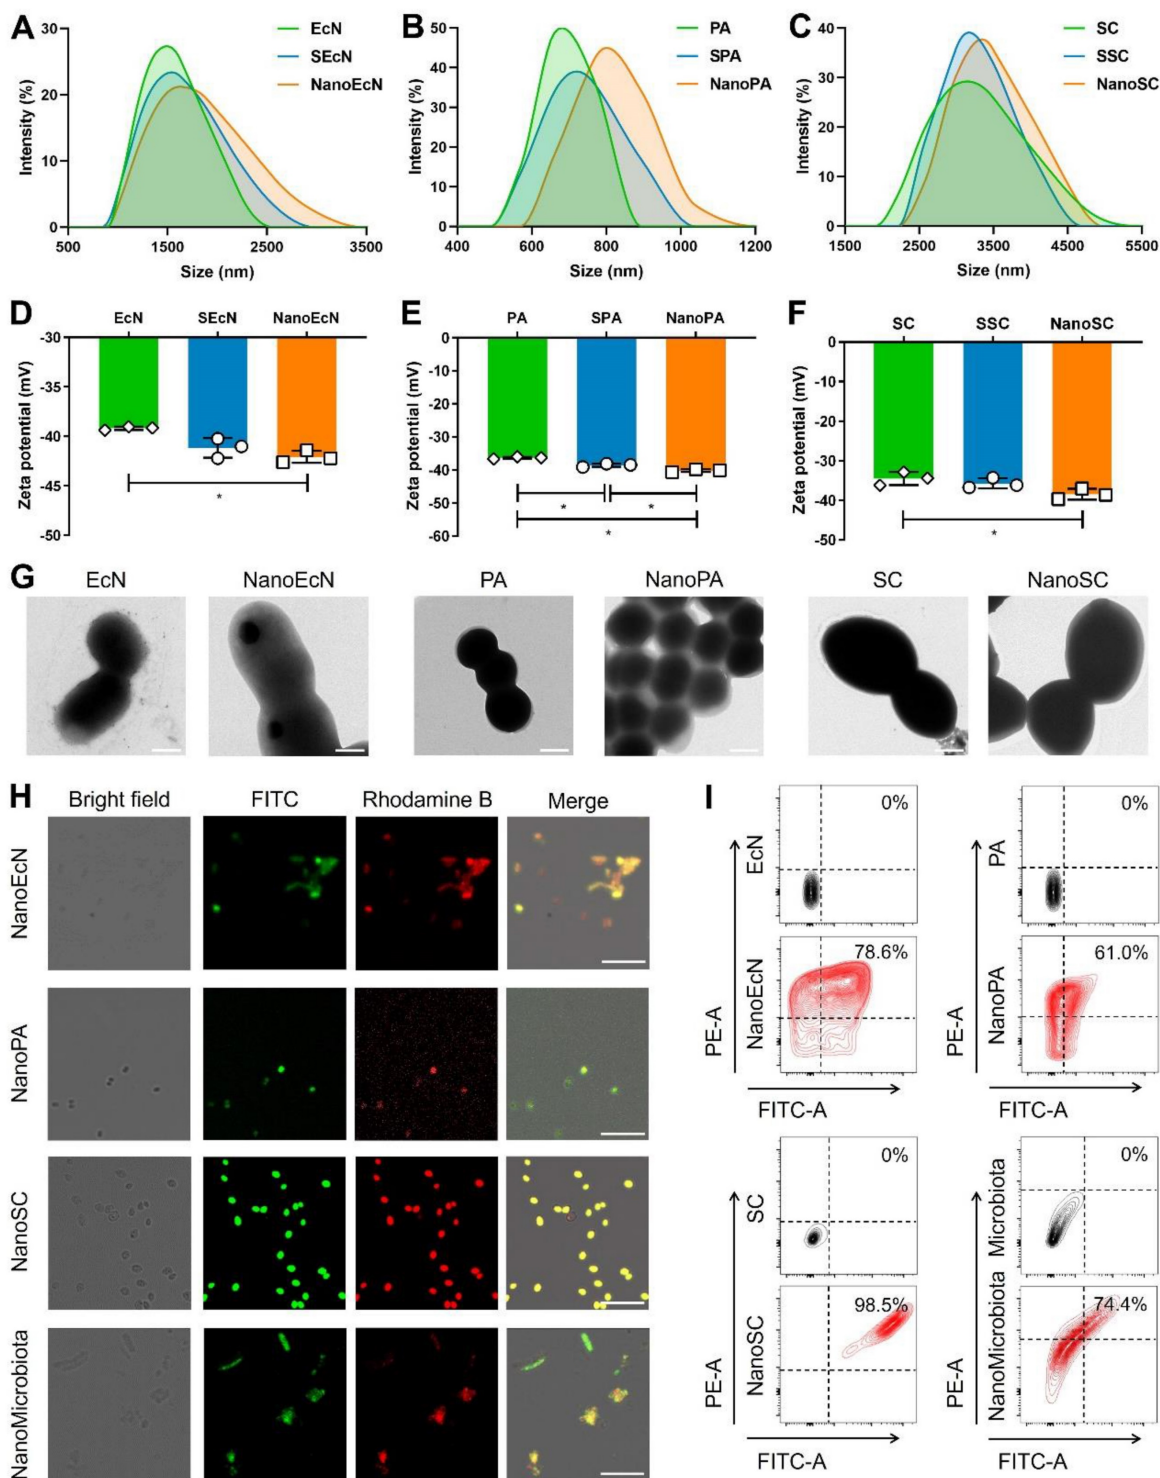 A
EcN
SEcN
NanoEcN
Intensity (%)
30
20
10
0
500
1500
2500
3500
Size (nm)
B
PA
SPA
NanoPA
Intensity (%)
50
40
30
20
10
0
400
600
800
1000
1200
Size (nm)
C
SC
SSC
NanoSC
Intensity (%)
40
30
20
10
0
1500
2500
3500
4500
5500
Size (nm)
D
EcN
SEcN
NanoEcN
Zeta potential (mV)
-30
-35
-40
-45
-50
*
E
PA
SPA
NanoPA
Zeta potential (mV)
0
-10
-20
-30
-40
-50
-60
*
*
*
F
SC
SSC
NanoSC
Zeta potential (mV)
0
-10
-20
-30
-40
-50
*
G
EcN
NanoEcN
PA
NanoPA
SC
NanoSC
H
Bright field
FITC
Rhodamine B
Merge
NanoEcN
NanoPA
NanoSC
NanoMicrobiota
I
EcN
0%
NanoEcN
78.6%
PE-A
FITC-A
PA
0%
NanoPA
61.0%
PE-A
FITC-A
SC
0%
NanoSC
98.5%
PE-A
FITC-A
Microbiota
0%
NanoMicrobiota
74.4%
PE-A
FITC-A